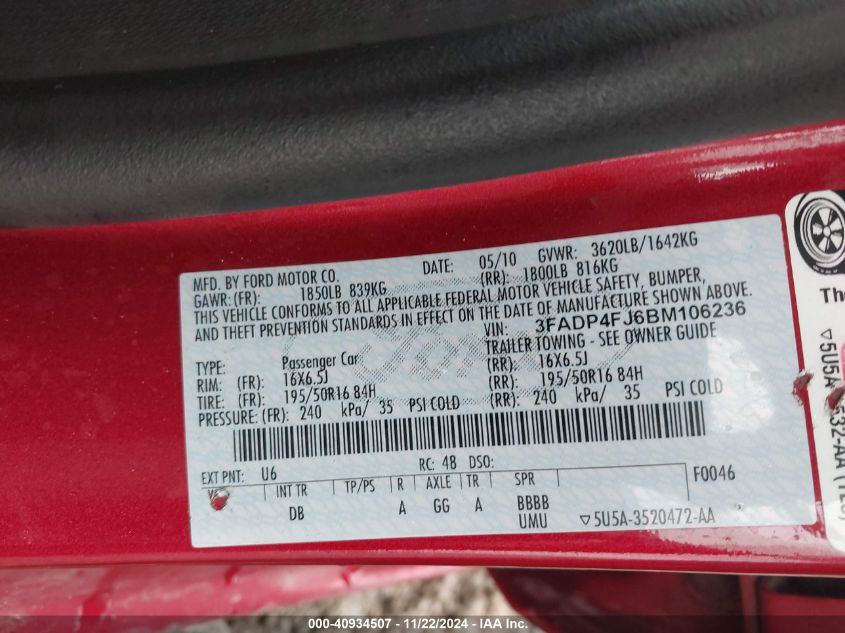 MFD. BY FORD MOTOR CO.
DATE: 05/10 GVWR: 3620LB/1642KG
GAWR: (FR): 1850LB 839KG (RR): 1800LB 816KG
THIS VEHICLE CONFORMS TO ALL APPLICABLE FEDERAL MOTOR VEHICLE SAFETY, BUMPER,
AND THEFT PREVENTION STANDARDS IN EFFECT ON THE DATE OF MANUFACTURE SHOWN ABOVE.
VIN: 3FADP4FJ6BM106236
TYPE: Passenger Car TRAILER TOWING - SEE OWNER GUIDE
RIM: (FR): 16X6.5J (RR): 16X6.5J
TIRE: (FR): 195/50R16 84H (RR): 195/50R16 84H
PRESSURE: (FR): 240 kPa/ 35 PSI COLD (RR): 240 kPa/ 35 PSI COLD
EXT PNT: U6 RC: 48 DSO: F0046
INT TR TP/PS R AXLE TR SPR
DB A GG A BBBB
UMU 5U5A-3520472-AA
The
5U5A
532-AA
000-40934507 - 11/22/2024 - IAA Inc.